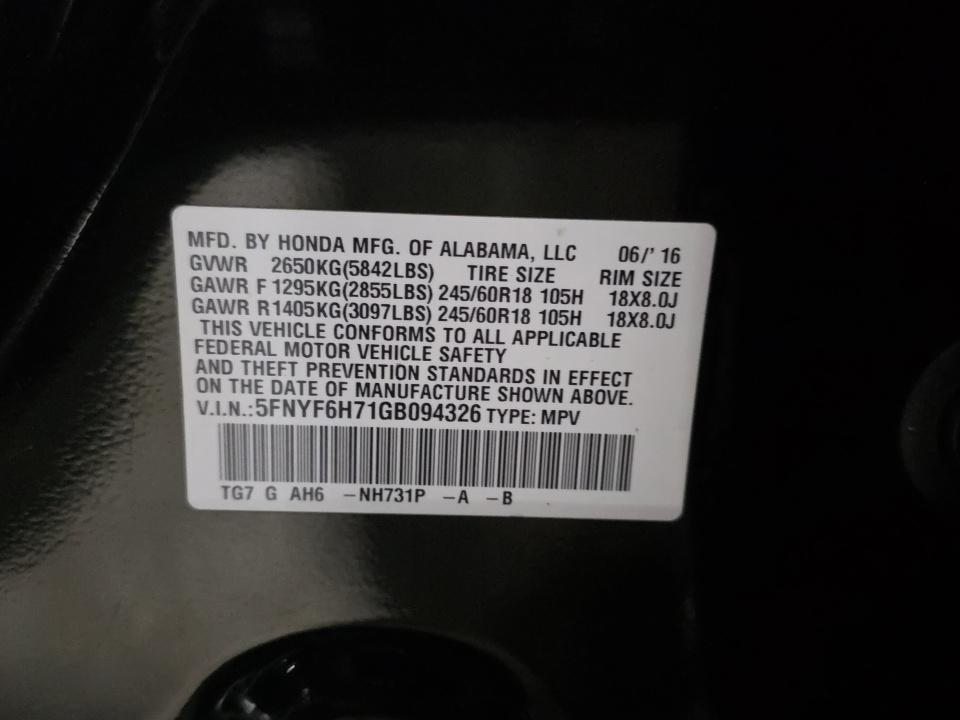 MFD. BY HONDA MFG. OF ALABAMA, LLC 06/' 16
GVWR 2650KG(5842LBS) TIRE SIZE RIM SIZE
GAWR F 1295KG(2855LBS) 245/60R18 105H 18X8.0J
GAWR R1405KG(3097LBS) 245/60R18 105H 18X8.0J
THIS VEHICLE CONFORMS TO ALL APPLICABLE
FEDERAL MOTOR VEHICLE SAFETY
AND THEFT PREVENTION STANDARDS IN EFFECT
ON THE DATE OF MANUFACTURE SHOWN ABOVE.
V.I.N.:5FNYF6H71GB094326 TYPE: MPV
TG7 G AH6 -NH731P -A -B